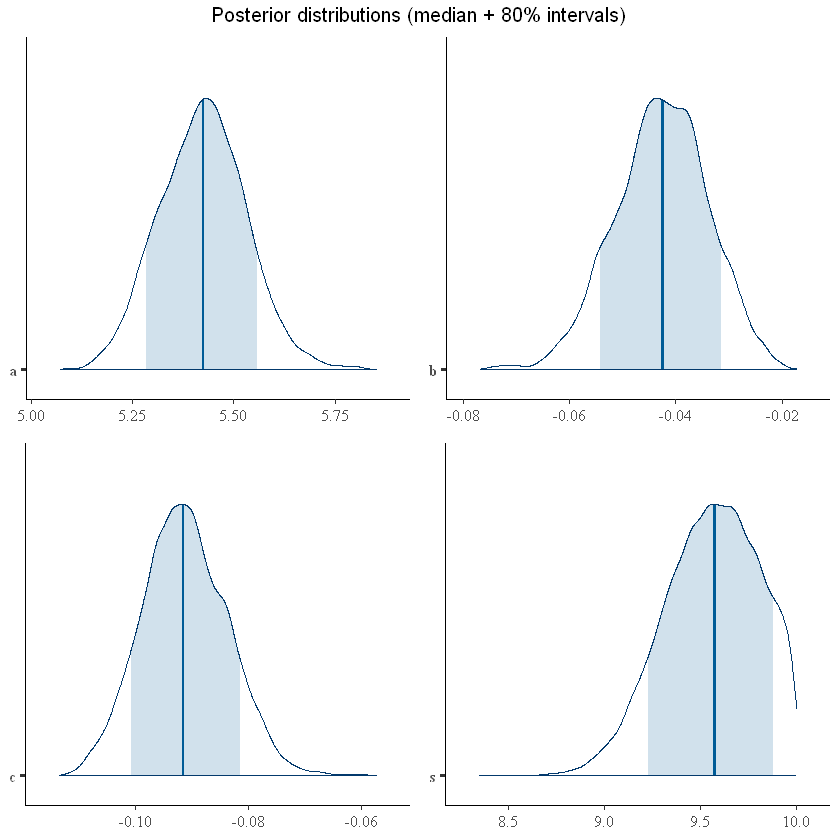 Posterior distributions (median + 80% intervals)
a
5.00 5.25 5.50 5.75
b
-0.08 -0.06 -0.04 -0.02
c
-0.10 -0.08 -0.06
s
8.5 9.0 9.5 10.0